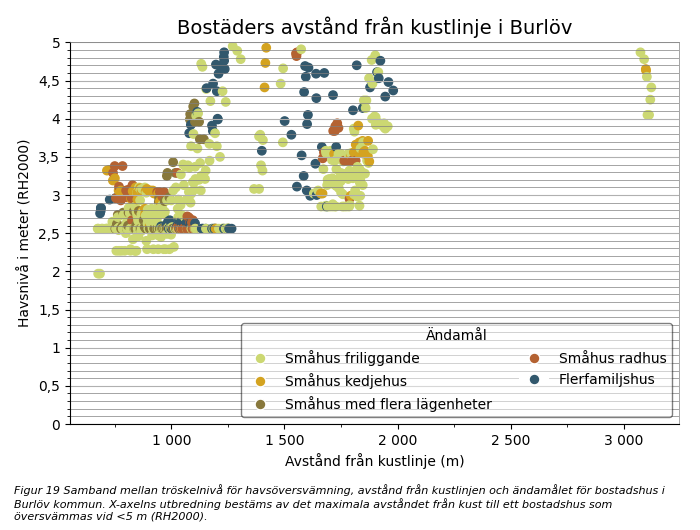 Bostäders avstånd från kustlinje i Burlöv
Havsnivå i meter (RH2000)
5
4,5
4
3,5
3
2,5
2
1,5
1
0,5
0
1 000
1 500
2 000
2 500
3 000
Avstånd från kustlinje (m)
Ändamål
Småhus friliggande
Småhus kedjehus
Småhus med flera lägenheter
Småhus radhus
Flerfamiljshus
Figur 19 Samband mellan tröskelnivå för havsöversvämning, avstånd från kustlinjen och ändamålet för bostadshus i
Burlöv kommun. X-axelns utbredning bestäms av det maximala avståndet från kust till ett bostadshus som
översvämmas vid <5 m (RH2000).